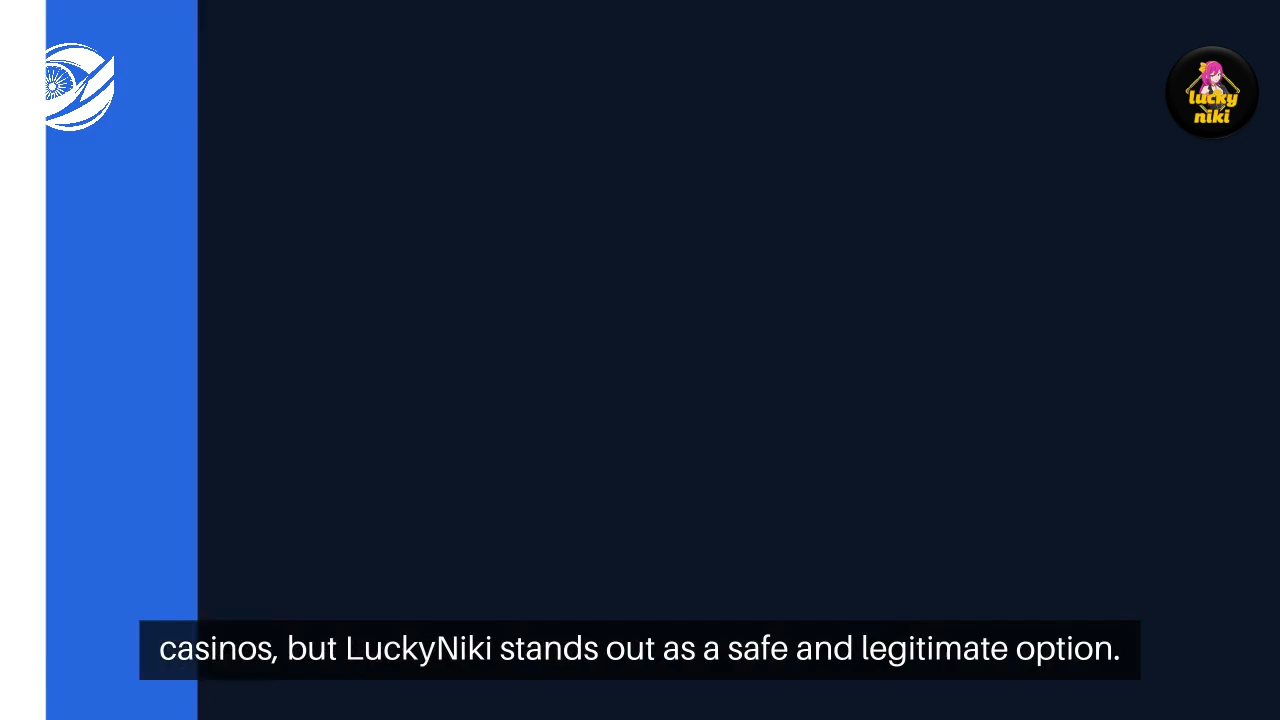 lucky
niki
casinos, but LuckyNiki stands out as a safe and legitimate option.